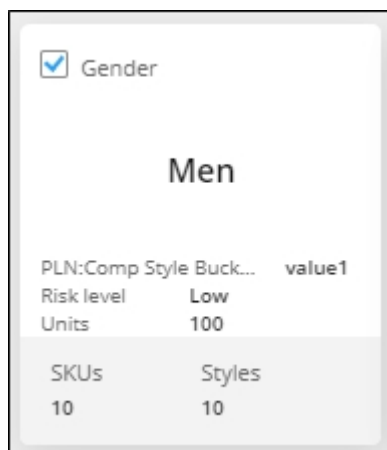 Gender
Men
PLN:Comp Style Buck... value1
Risk level Low
Units 100
SKUs Styles
10 10